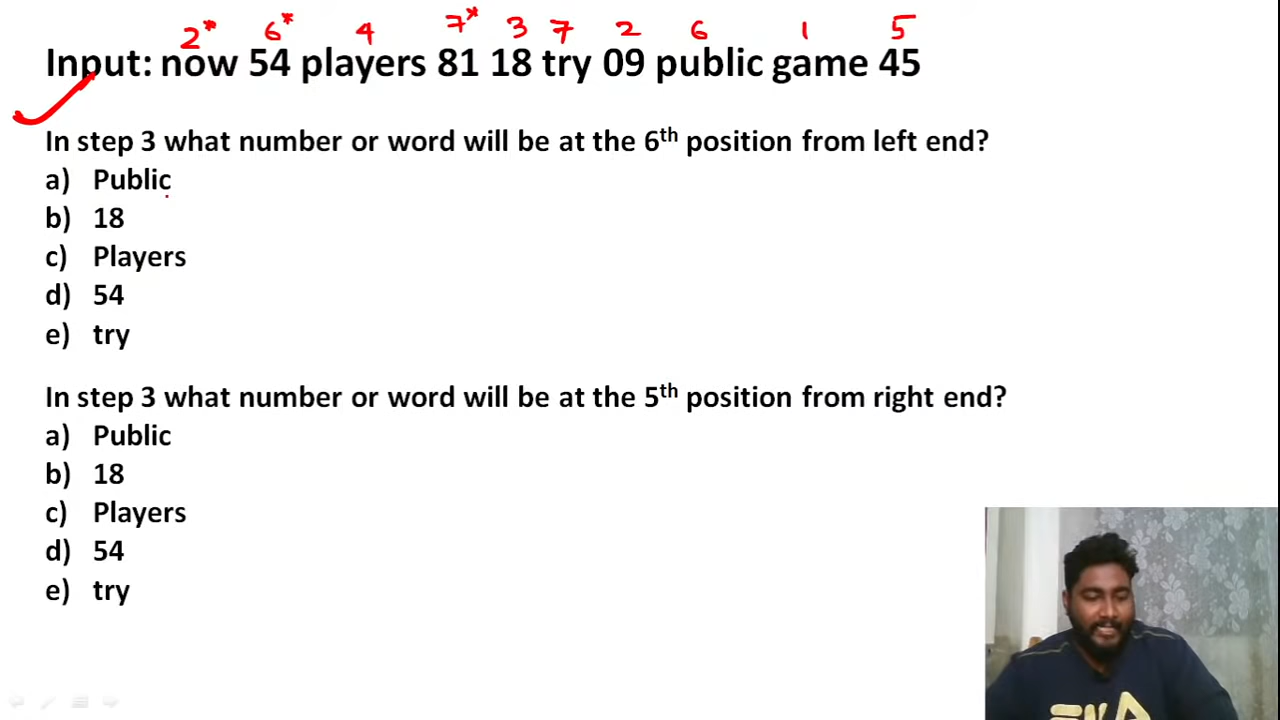 2* 6* 4 7* 3 7 2 6 1 5
Input: now 54 players 81 18 try 09 public game 45
In step 3 what number or word will be at the 6th position from left end?
a) Public
b) 18
c) Players
d) 54
e) try
In step 3 what number or word will be at the 5th position from right end?
a) Public
b) 18
c) Players
d) 54
e) try